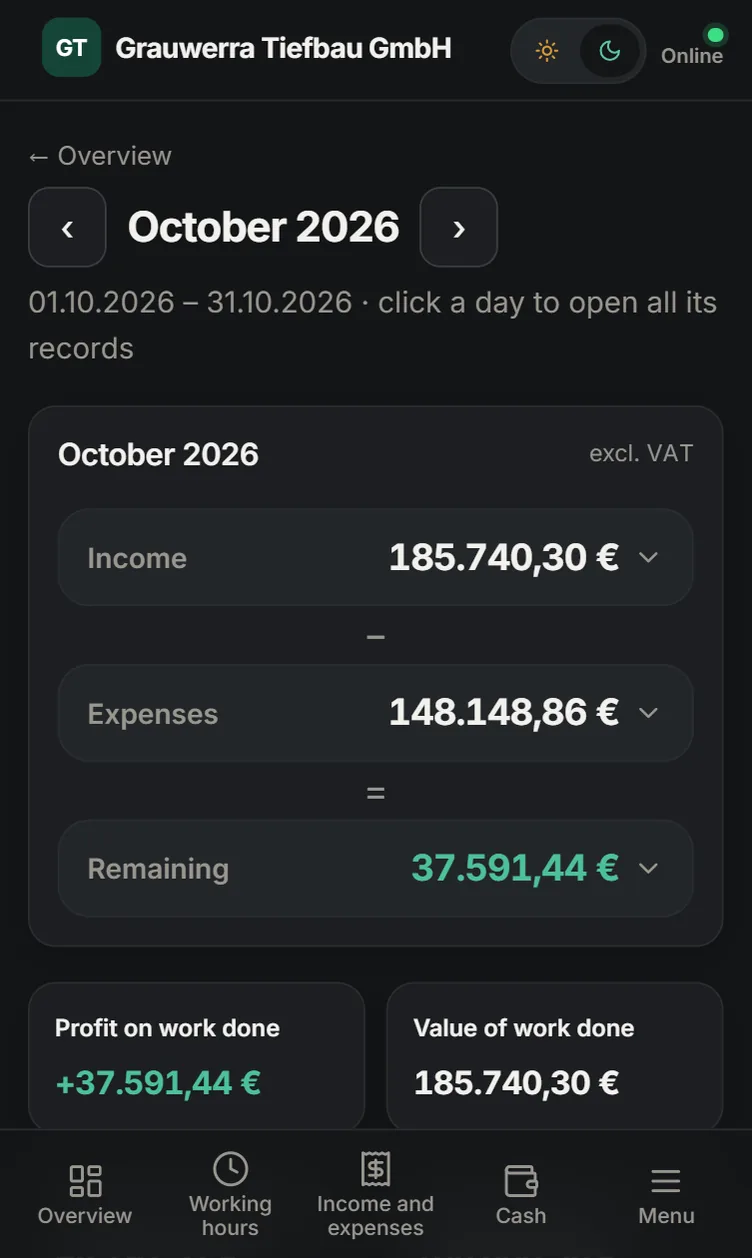 GT Grauwerra Tiefbau GmbH
Online
← Overview
‹ October 2026 ›
01.10.2026 – 31.10.2026 · click a day to open all its
records
October 2026 excl. VAT
Income 185.740,30 €
–
Expenses 148.148,86 €
=
Remaining 37.591,44 €
Profit on work done
+37.591,44 €
Value of work done
185.740,30 €
Overview
Working
hours
Income and
expenses
Cash
Menu